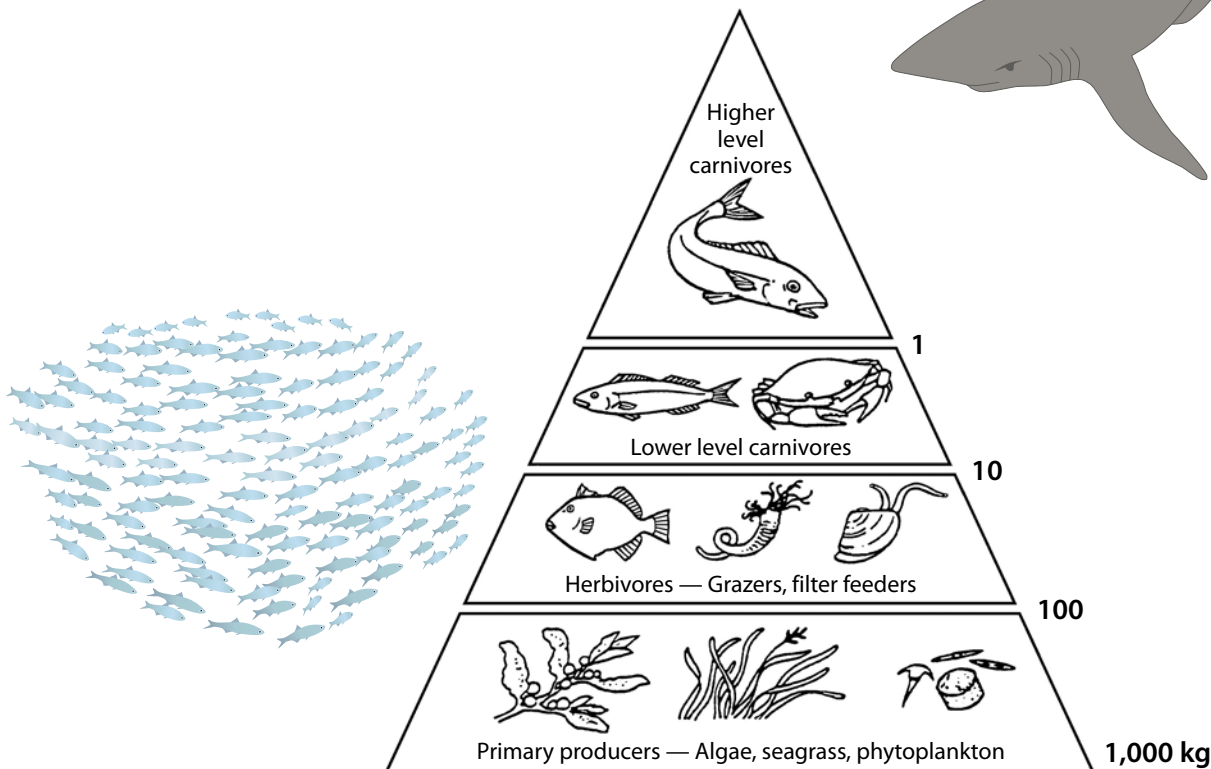 Higher
level
carnivores
1
Lower level carnivores
10
Herbivores — Grazers, filter feeders
100
Primary producers — Algae, seagrass, phytoplankton
1,000 kg